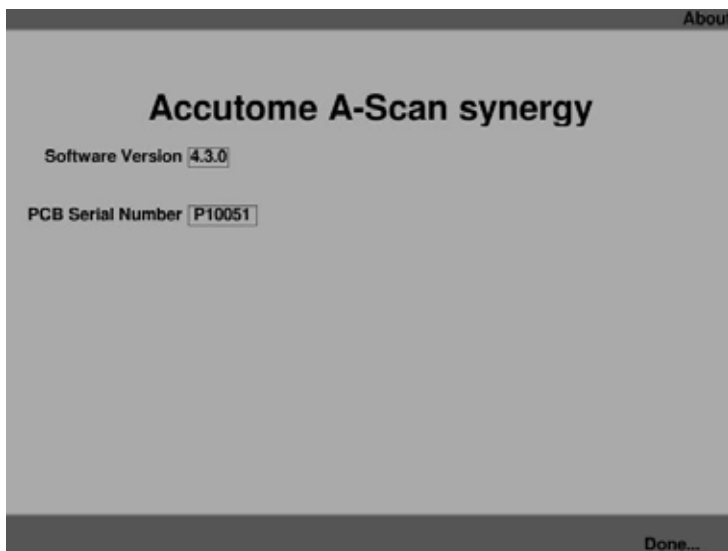 About
Accutome A-Scan synergy
Software Version 4.3.0
PCB Serial Number P10051
Done...